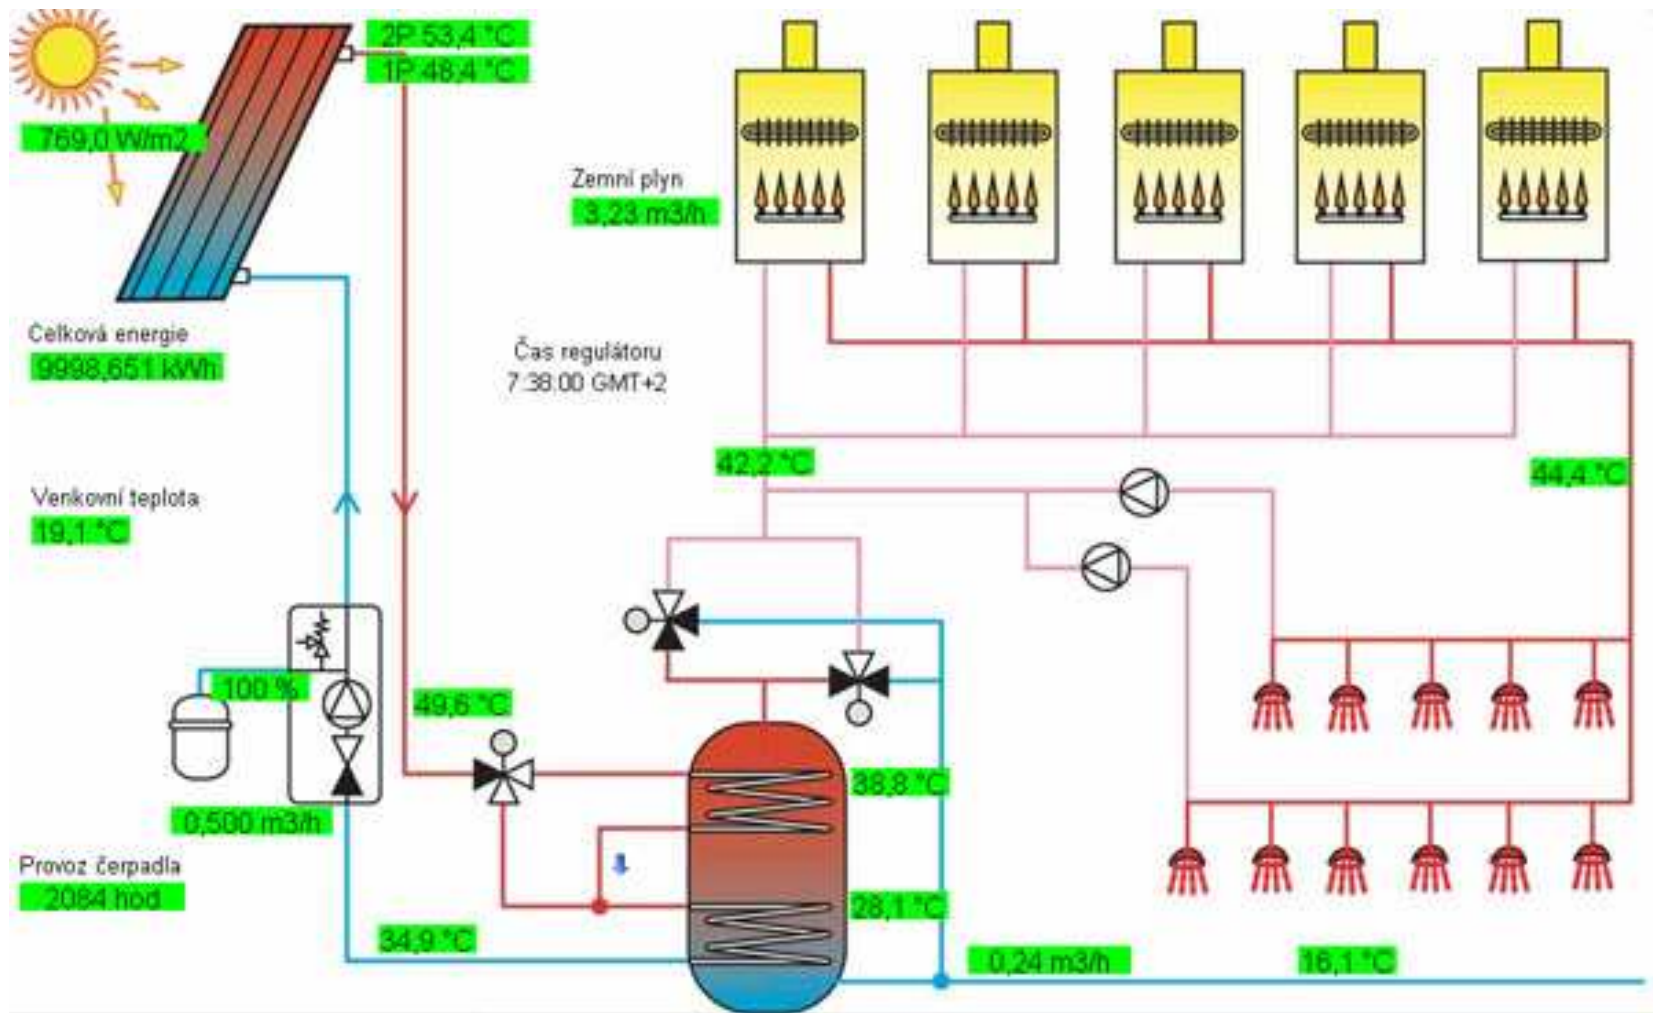 2P 53,4 °C
1P 48,4 °C
769,0 W/m2
Zemní plyn
3,23 m3/h
Celková energie
9998,651 kWh
Čas regulátoru
7:38:00 GMT+2
42,2 °C
44,4 °C
Venkovní teplota
19,1 °C
100 %
49,6 °C
38,8 °C
0,500 m3/h
Provoz čerpadla
2084 hod
28,1 °C
34,9 °C
0,24 m3/h
16,1 °C